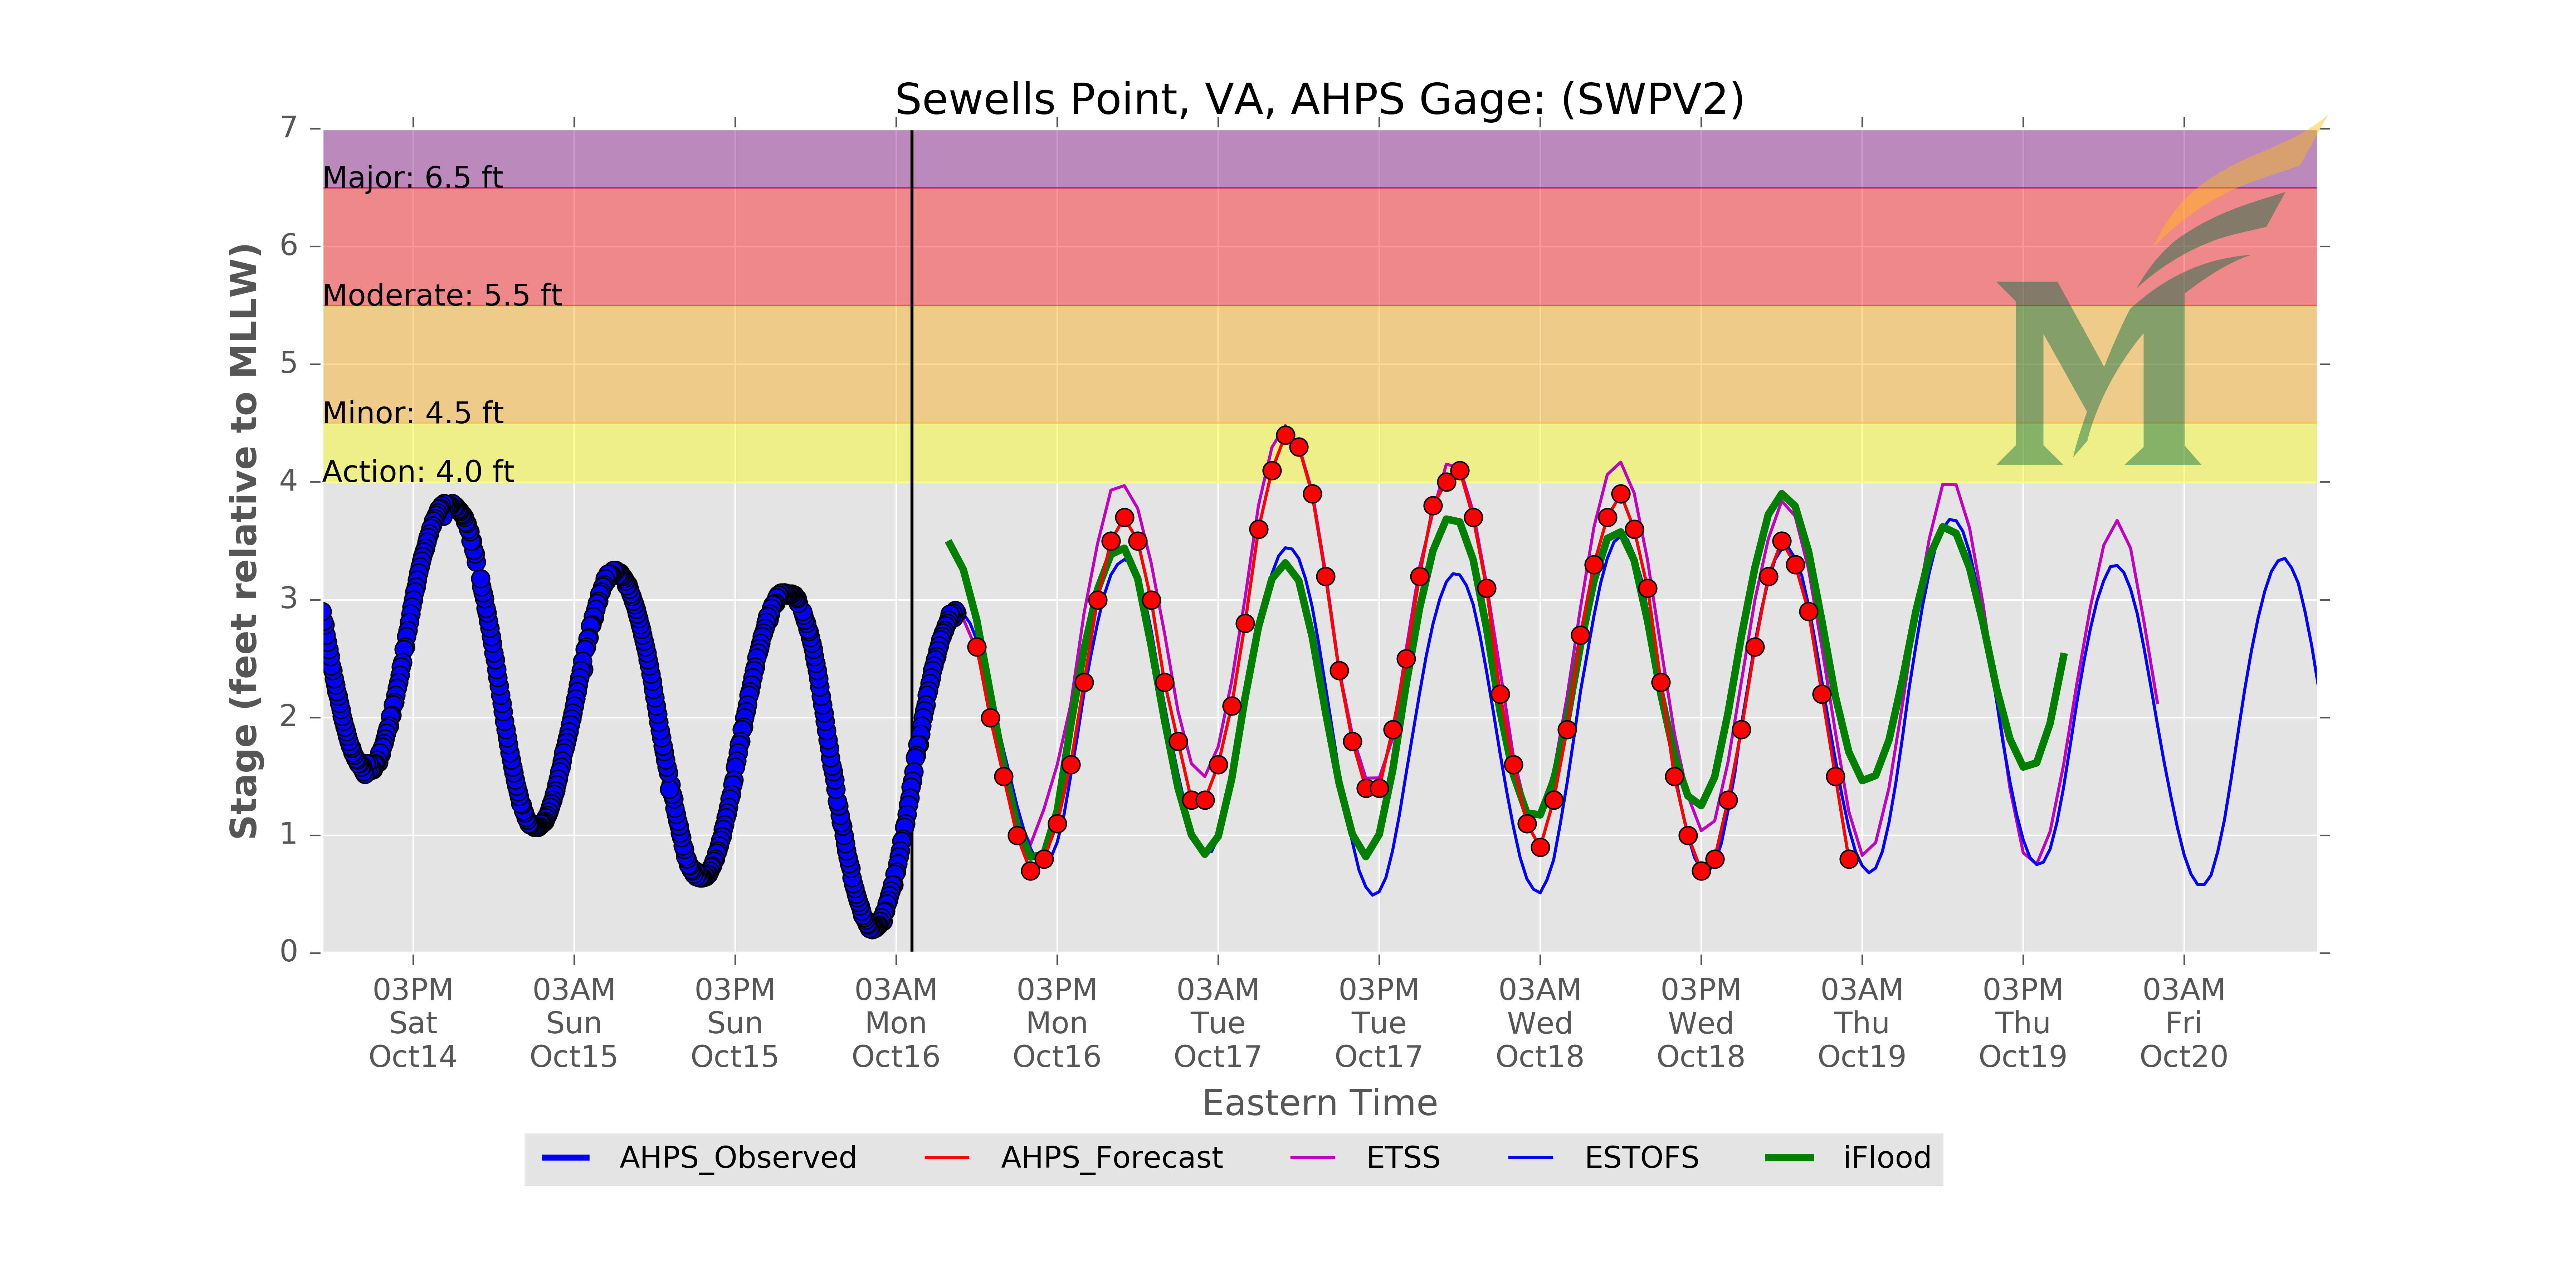 Sewells Point, VA, AHPS Gage: (SWPV2)
Stage (feet relative to MLLW)
7
6
5
4
3
2
1
0
Major: 6.5 ft
Moderate: 5.5 ft
Minor: 4.5 ft
Action: 4.0 ft
M
03PM 03AM 03PM 03AM 03PM 03AM 03PM 03AM 03PM 03AM 03PM 03AM
Sat Sun Sun Mon Mon Tue Tue Wed Wed Thu Thu Fri
Oct14 Oct15 Oct15 Oct16 Oct16 Oct17 Oct17 Oct18 Oct18 Oct19 Oct19 Oct20
Eastern Time
AHPS_Observed AHPS_Forecast ETSS ESTOFS iFlood